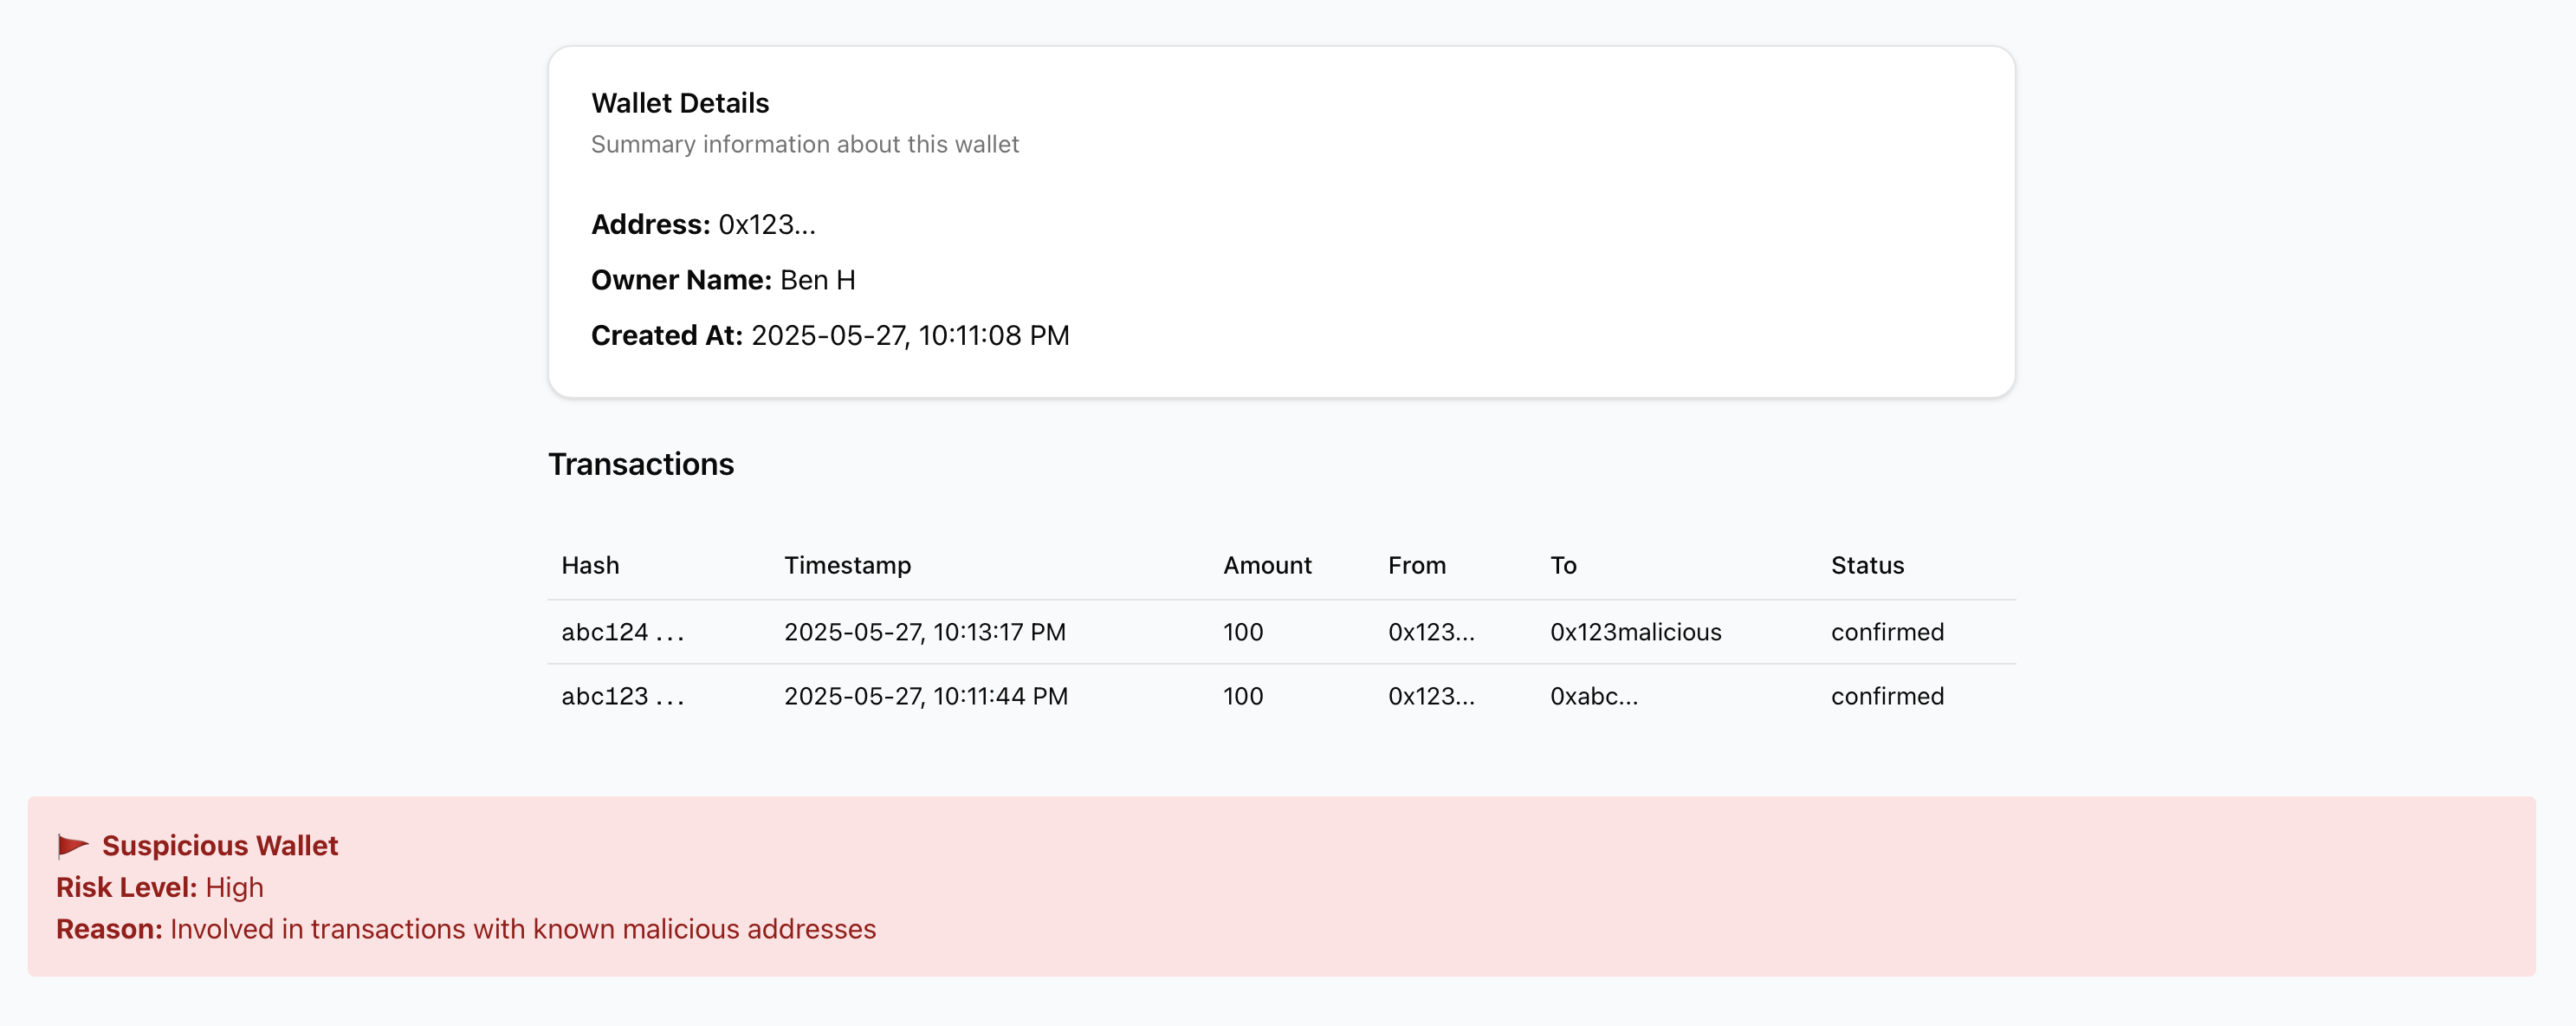 Wallet Details
Summary information about this wallet
Address: 0x123...
Owner Name: Ben H
Created At: 2025-05-27, 10:11:08 PM
Transactions
Hash Timestamp Amount From To Status
abc124... 2025-05-27, 10:13:17 PM 100 0x123... 0x123malicious confirmed
abc123... 2025-05-27, 10:11:44 PM 100 0x123... 0xabc... confirmed
🚩 Suspicious Wallet
Risk Level: High
Reason: Involved in transactions with known malicious addresses